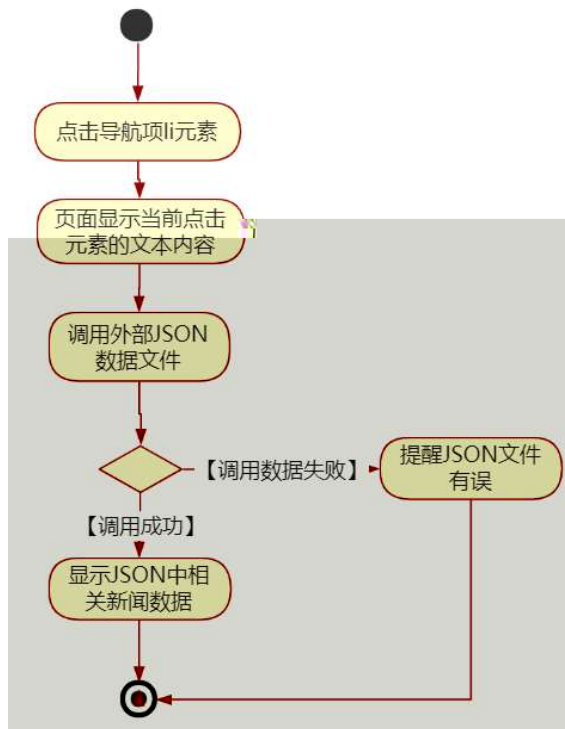 点击导航项li元素
页面显示当前点击
元素的文本内容
调用外部JSON
数据文件
【调用数据失败】
提醒JSON文件
有误
【调用成功】
显示JSON中相
关新闻数据